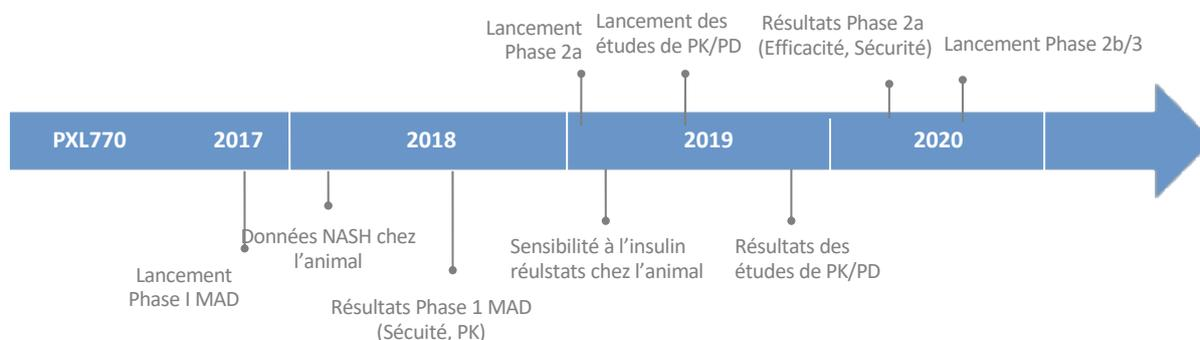 Lancement
Phase 2a
Lancement des
études de PK/PD
Résultats Phase 2a
(Efficacité, Sécurité)
Lancement Phase 2b/3
PXL770
2017
2018
2019
2020
Données NASH chez
l’animal
Lancement
Phase I MAD
Résultats Phase 1 MAD
(Sécuité, PK)
Sensibilité à l’insulin
réulstats chez l’animal
Résultats des
études de PK/PD